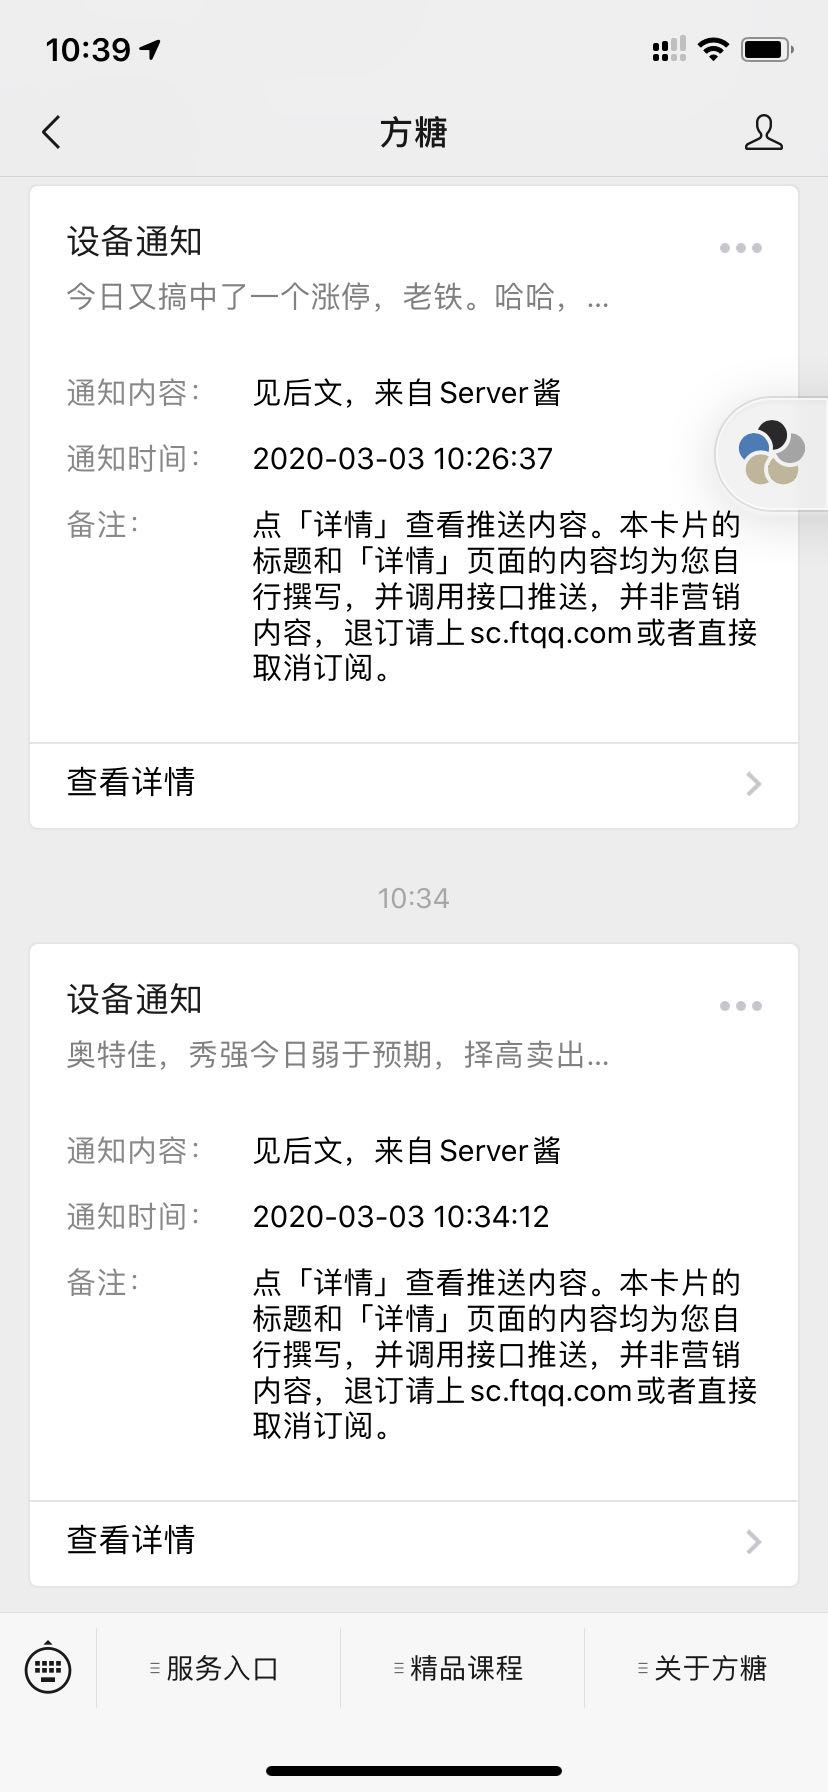 10:39
方糖
设备通知
今日又搞中了一个涨停，老铁。哈哈，...
通知内容： 见后文，来自Server酱
通知时间： 2020-03-03 10:26:37
备注： 点「详情」查看推送内容。本卡片的
标题和「详情」页面的内容均为您自
行撰写，并调用接口推送，并非营销
内容，退订请上sc.ftqq.com或者直接
取消订阅。
查看详情
10:34
设备通知
奥特佳，秀强今日弱于预期，择高卖出...
通知内容： 见后文，来自Server酱
通知时间： 2020-03-03 10:34:12
备注： 点「详情」查看推送内容。本卡片的
标题和「详情」页面的内容均为您自
行撰写，并调用接口推送，并非营销
内容，退订请上sc.ftqq.com或者直接
取消订阅。
查看详情
服务入口 精品课程 关于方糖